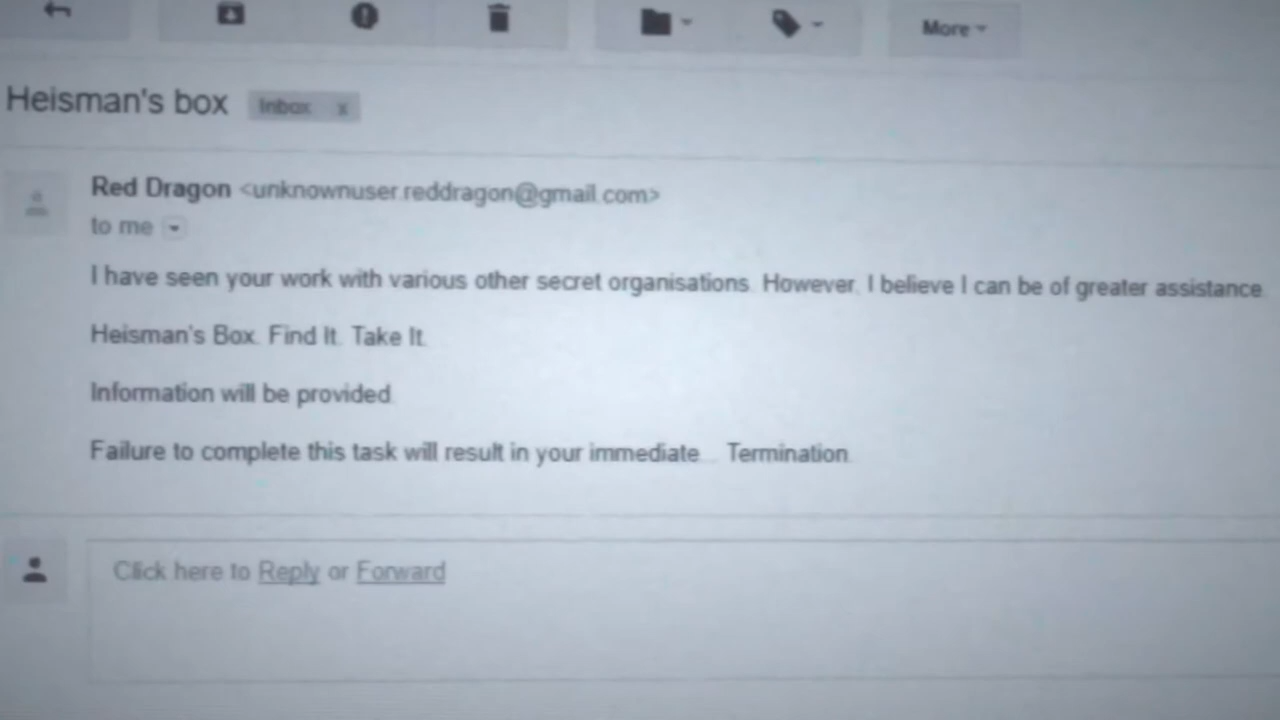 More
Heisman's box Inbox x
Red Dragon <unknownuser.reddragon@gmail.com>
to me
I have seen your work with various other secret organisations. However, I believe I can be of greater assistance.
Heisman's Box. Find It. Take It.
Information will be provided.
Failure to complete this task will result in your immediate... Termination.
Click here to Reply or Forward